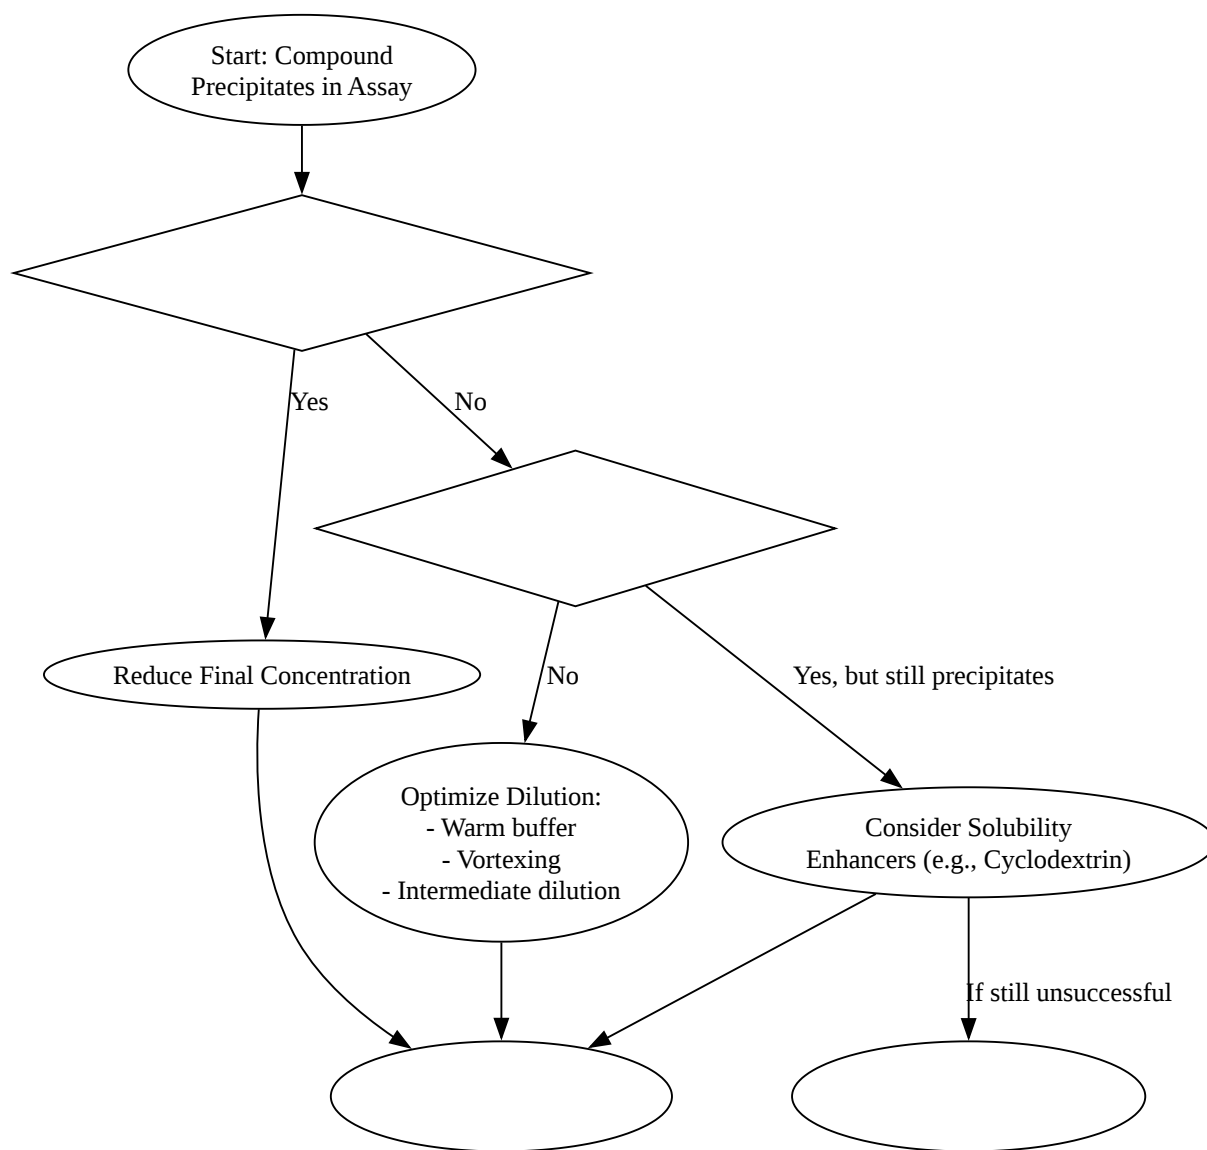 Start: Compound
Precipitates in Assay
Yes
No
Reduce Final Concentration
No
Yes, but still precipitates
Optimize Dilution:
- Warm buffer
- Vortexing
- Intermediate dilution
Consider Solubility
Enhancers (e.g., Cyclodextrin)
If still unsuccessful